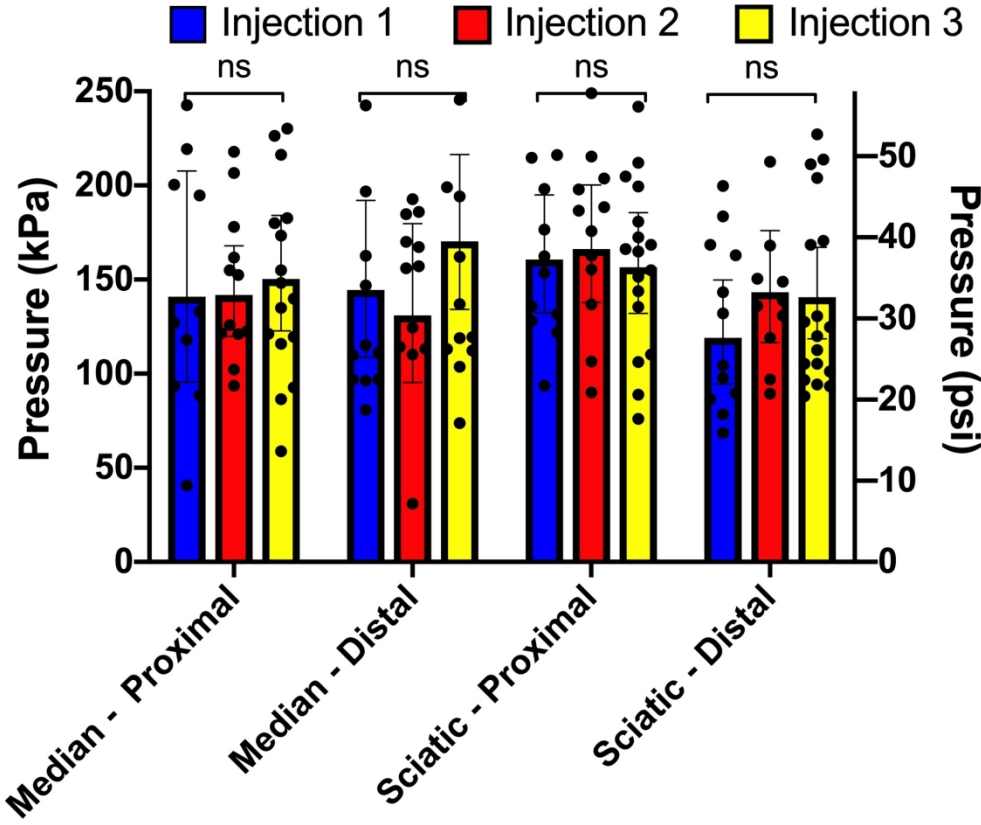 Injection 1 Injection 2 Injection 3
ns ns ns ns
Pressure (kPa)
250
200
150
100
50
0
50
40
30
20
10
0
Pressure (psi)
Median - Proximal
Median - Distal
Sciatic - Proximal
Sciatic - Distal